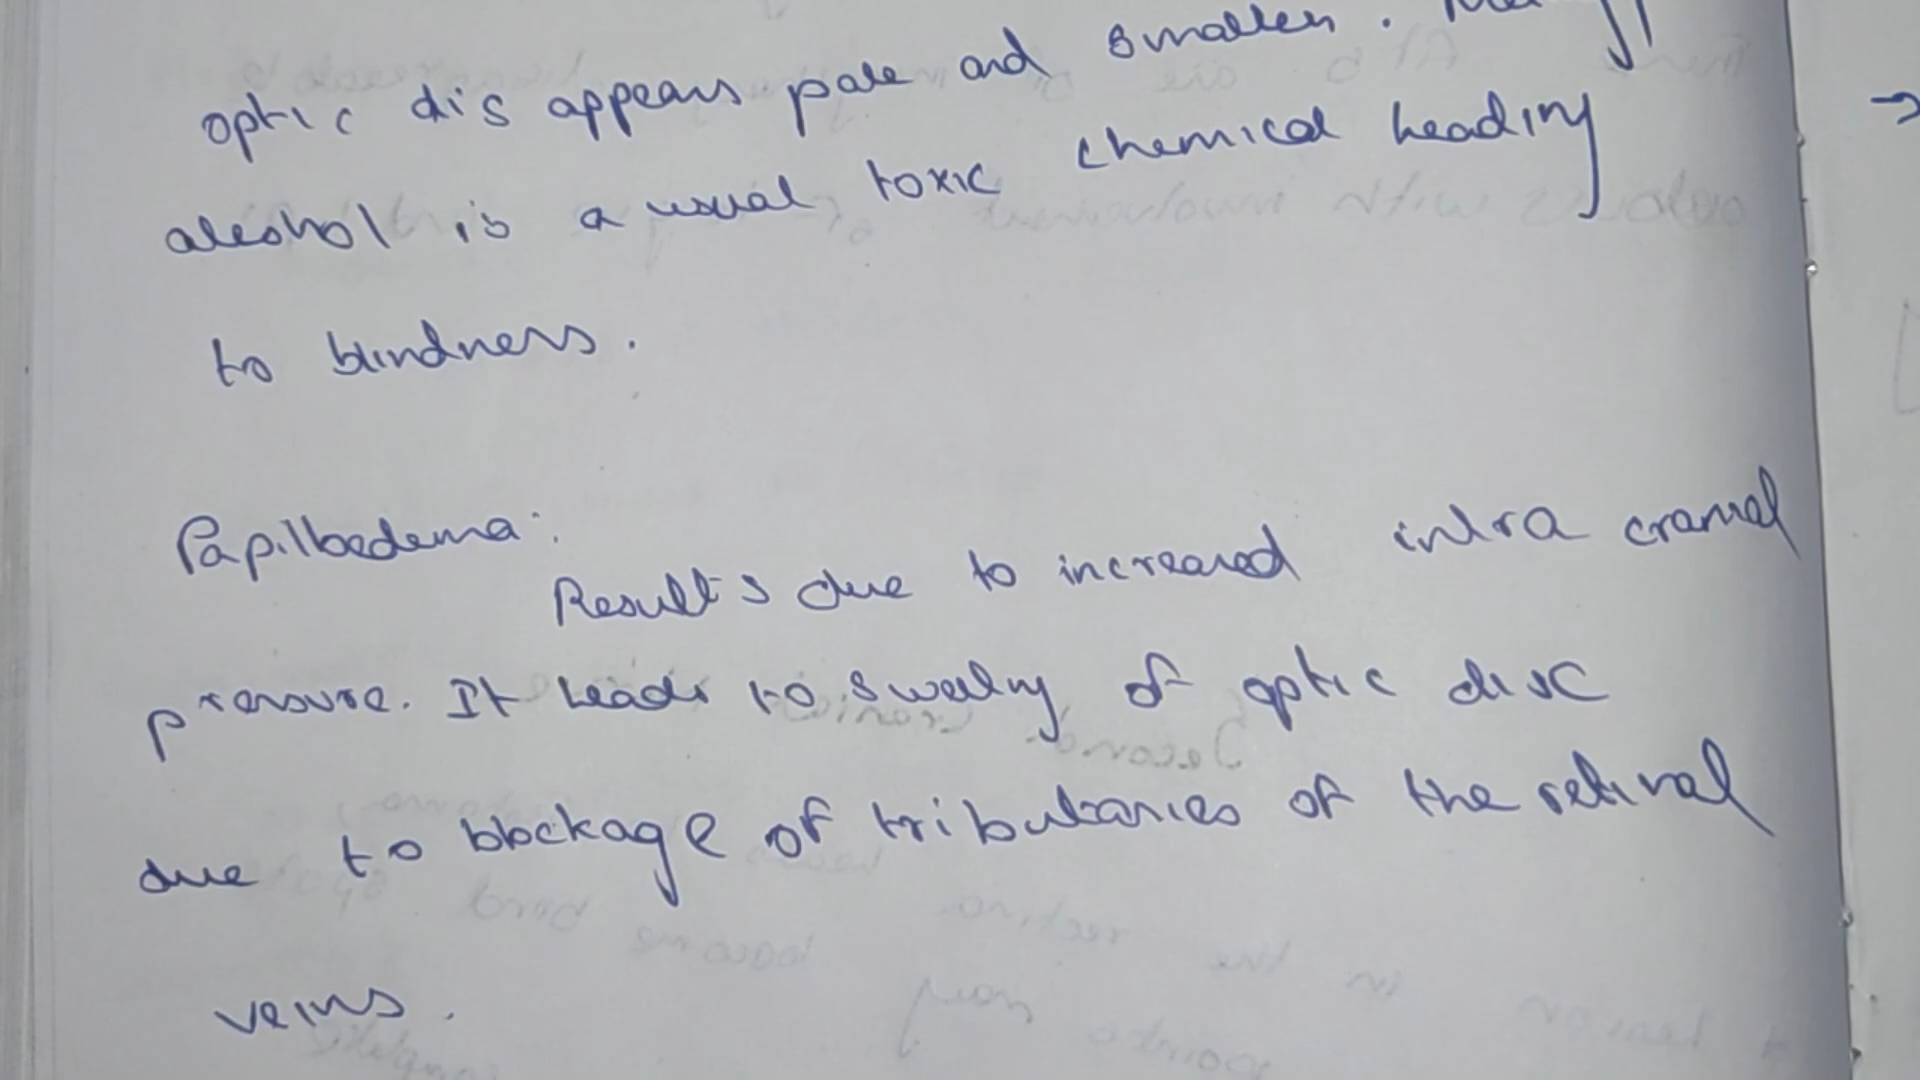 optic dis appears pale and smaller.
alcohol is a usual toxic chemical leading
to blindness.
Papilloedema:
Results due to increased intra cranial
pressure. It leads to swelling of optic disc
due to blockage of tributaries of the retinal
veins.